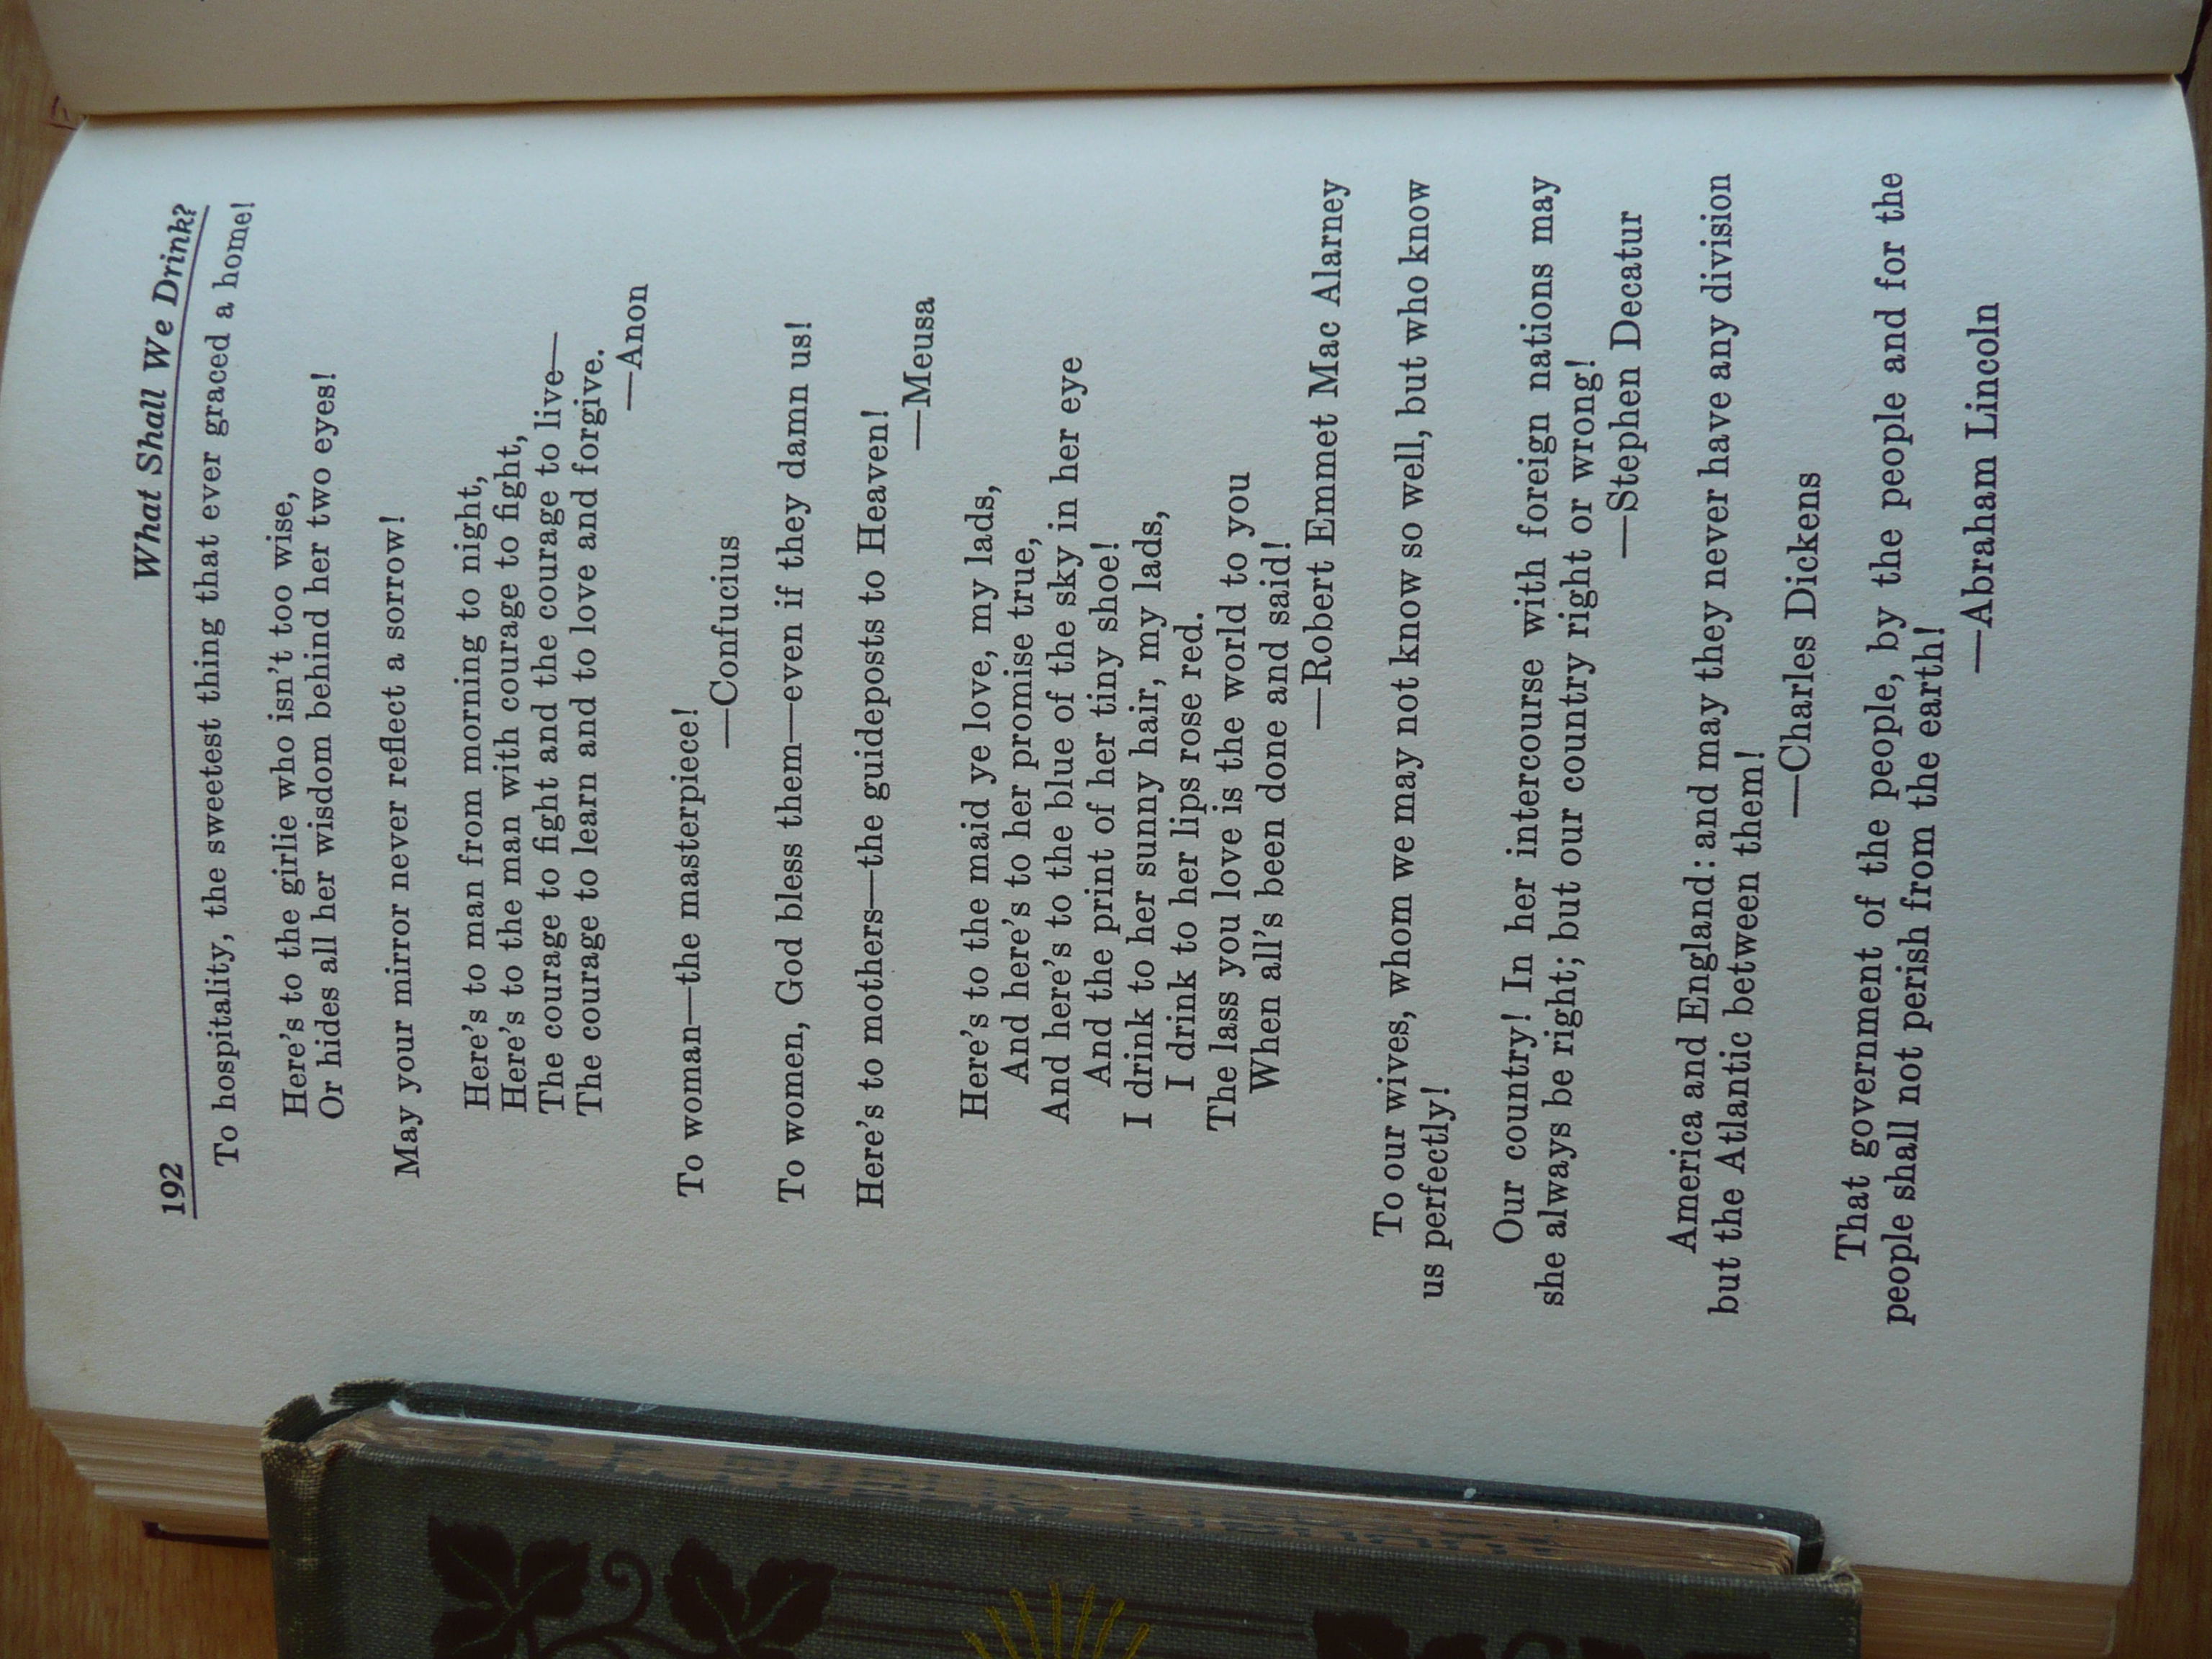 192
What Shall We Drink?
To hospitality, the sweetest thing that ever graced a home!
Here's to the girlie who isn't too wise,
Or hides all her wisdom behind her two eyes!
May your mirror never reflect a sorrow!
Here's to man from morning to night,
Here's to the man with courage to fight,
The courage to fight and the courage to live—
The courage to learn and to love and forgive.
—Anon
To woman—the masterpiece!
—Confucius
To women, God bless them—even if they damn us!
Here's to mothers—the guideposts to Heaven!
—Meusa
Here's to the maid ye love, my lads,
And here's to her promise true,
And here's to the blue of the sky in her eye
And the print of her tiny shoe!
I drink to her sunny hair, my lads,
I drink to her lips rose red.
The lass you love is the world to you
When all's been done and said!
—Robert Emmet Mac Alarney
To our wives, whom we may not know so well, but who know
us perfectly!
Our country! In her intercourse with foreign nations may
she always be right; but our country right or wrong!
—Stephen Decatur
America and England: and may they never have any division
but the Atlantic between them!
—Charles Dickens
That government of the people, by the people and for the
people shall not perish from the earth!
—Abraham Lincoln